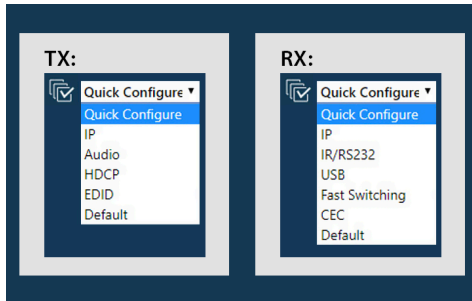 TX:
Quick Configure
Quick Configure
IP
Audio
HDCP
EDID
Default
RX:
Quick Configure
Quick Configure
IP
IR/RS232
USB
Fast Switching
CEC
Default